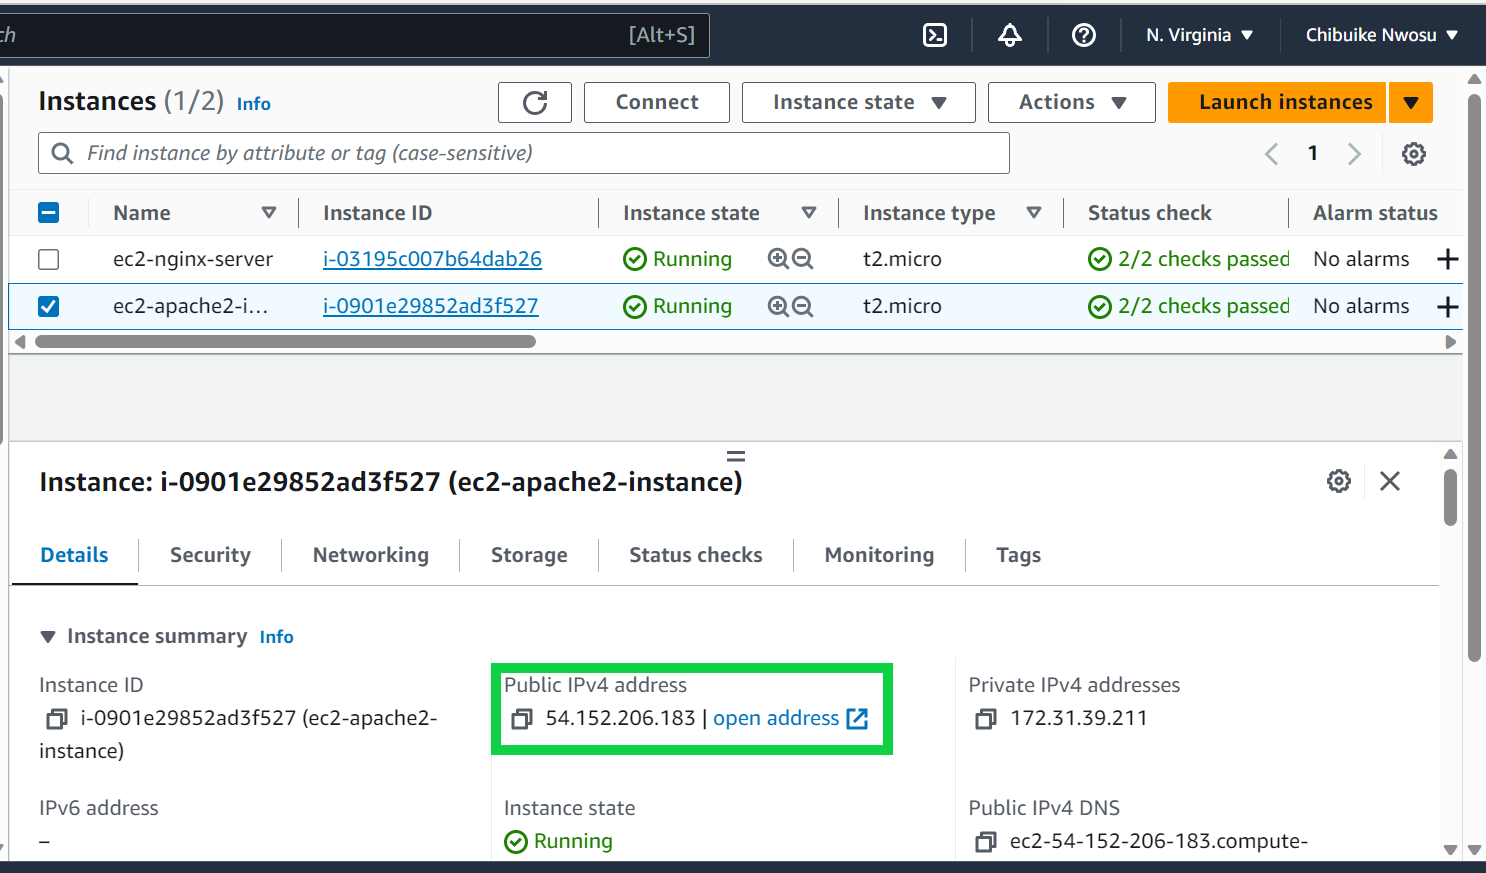 ch [Alt+S] N. Virginia Chibuike Nwosu
Instances (1/2) Info Connect Instance state Actions Launch instances
Find instance by attribute or tag (case-sensitive) 1
Name Instance ID Instance state Instance type Status check Alarm status
ec2-nginx-server i-03195c007b64dab26 Running t2.micro 2/2 checks passed No alarms
ec2-apache2-i... i-0901e29852ad3f527 Running t2.micro 2/2 checks passed No alarms
Instance: i-0901e29852ad3f527 (ec2-apache2-instance)
Details Security Networking Storage Status checks Monitoring Tags
Instance summary Info
Instance ID
i-0901e29852ad3f527 (ec2-apache2-
instance)
Public IPv4 address
54.152.206.183 | open address
Private IPv4 addresses
172.31.39.211
IPv6 address
–
Instance state
Running
Public IPv4 DNS
ec2-54-152-206-183.compute-